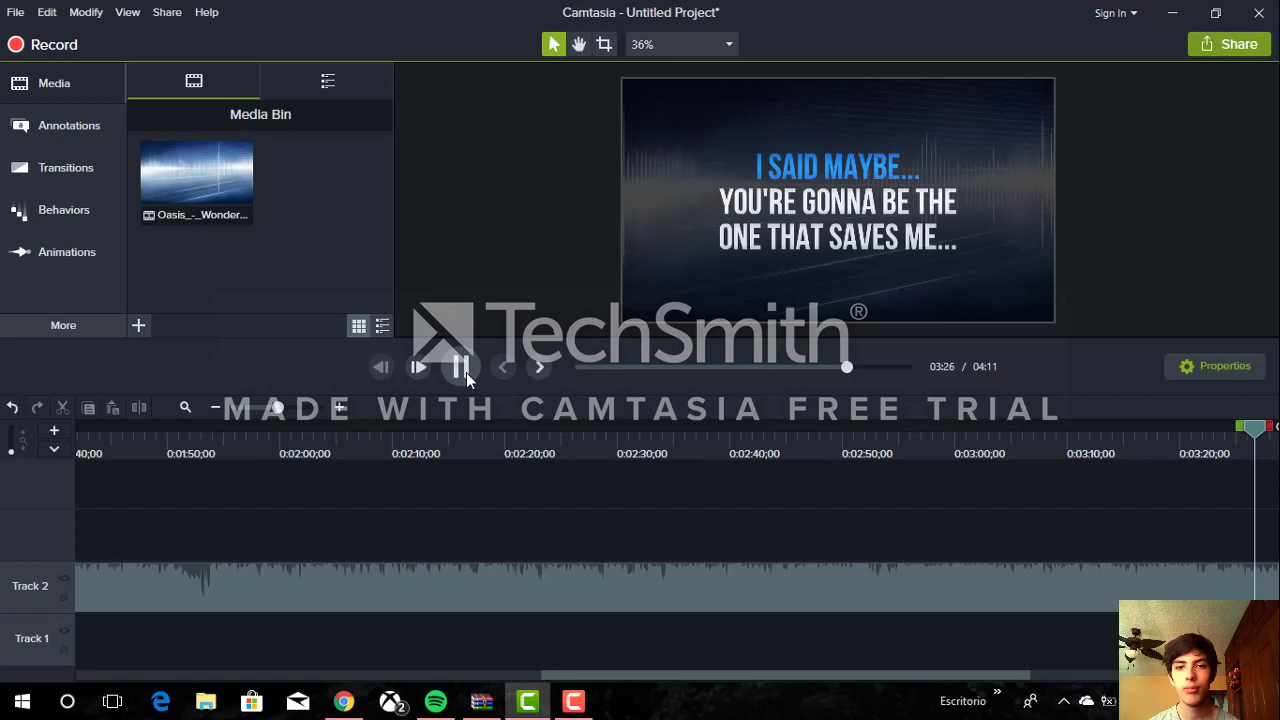 File Edit Modify View Share Help
Camtasia - Untitled Project*
Sign In
Record
36%
Share
Media
Annotations
Transitions
Behaviors
Animations
More
Media Bin
Oasis_-_Wonder...
I SAID MAYBE...
YOU'RE GONNA BE THE
ONE THAT SAVES ME...
TechSmith®
03:26 / 04:11
Properties
MADE WITH CAMTASIA FREE TRIAL
40;00 0:01:50;00 0:02:00;00 0:02:10;00 0:02:20;00 0:02:30;00 0:02:40;00 0:02:50;00 0:03:00;00 0:03:10;00 0:03:20;00
Track 2
Track 1
Escritorio